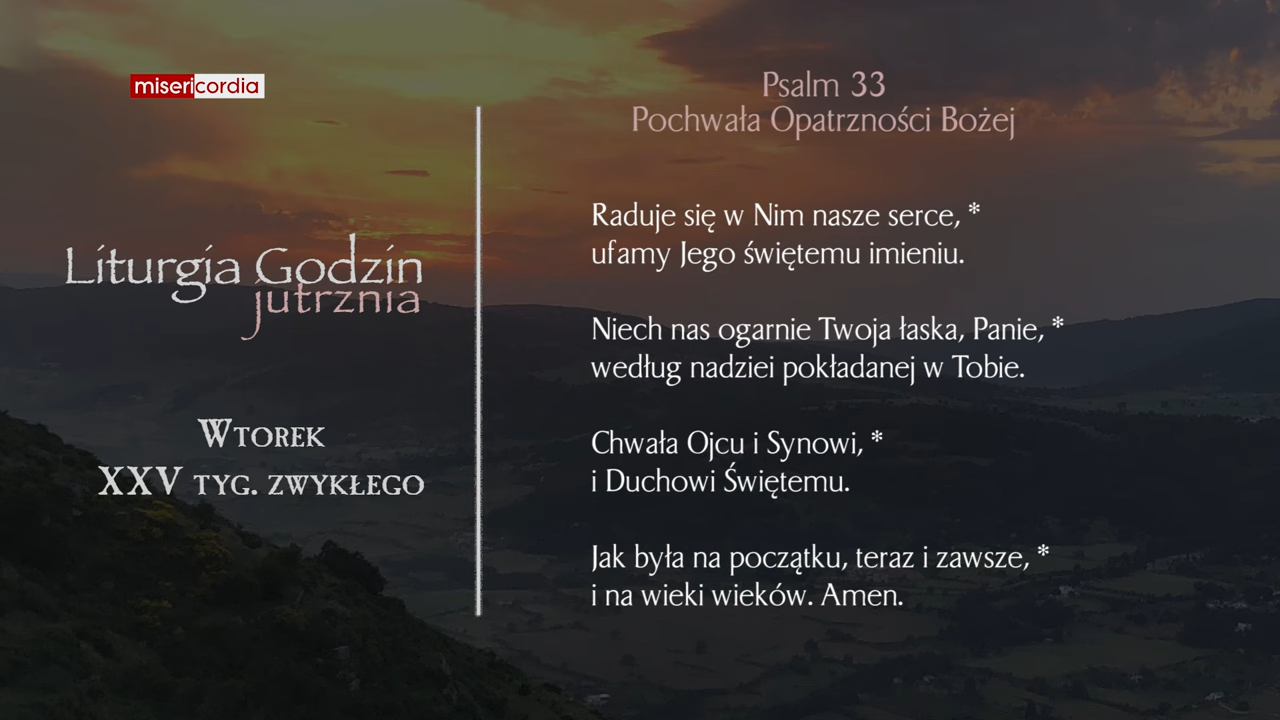 misericordia
Liturgia Godzin
jutrznia
Wtorek
XXV tyg. zwykłego
Psalm 33
Pochwała Opatrzności Bożej
Raduje się w Nim nasze serce, *
ufamy Jego świętemu imieniu.
Niech nas ogarnie Twoja łaska, Panie, *
według nadziei pokładanej w Tobie.
Chwała Ojcu i Synowi, *
i Duchowi Świętemu.
Jak była na początku, teraz i zawsze, *
i na wieki wieków. Amen.